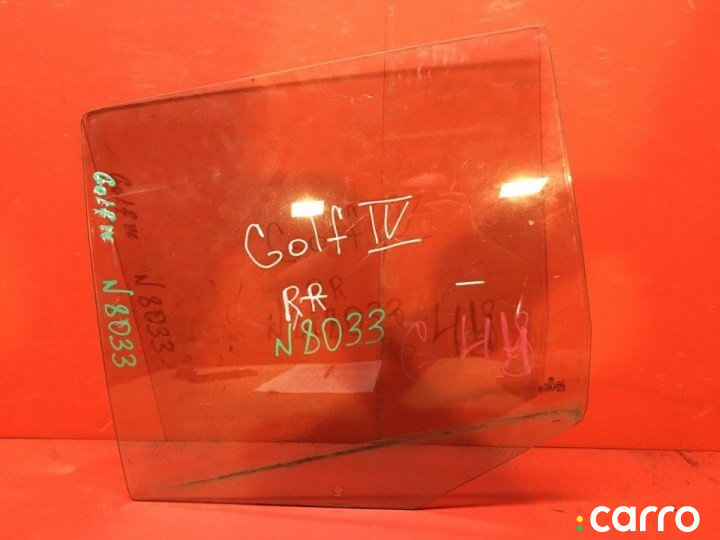 Golf IV
N8033
Golf IV
RR
N8033
carro